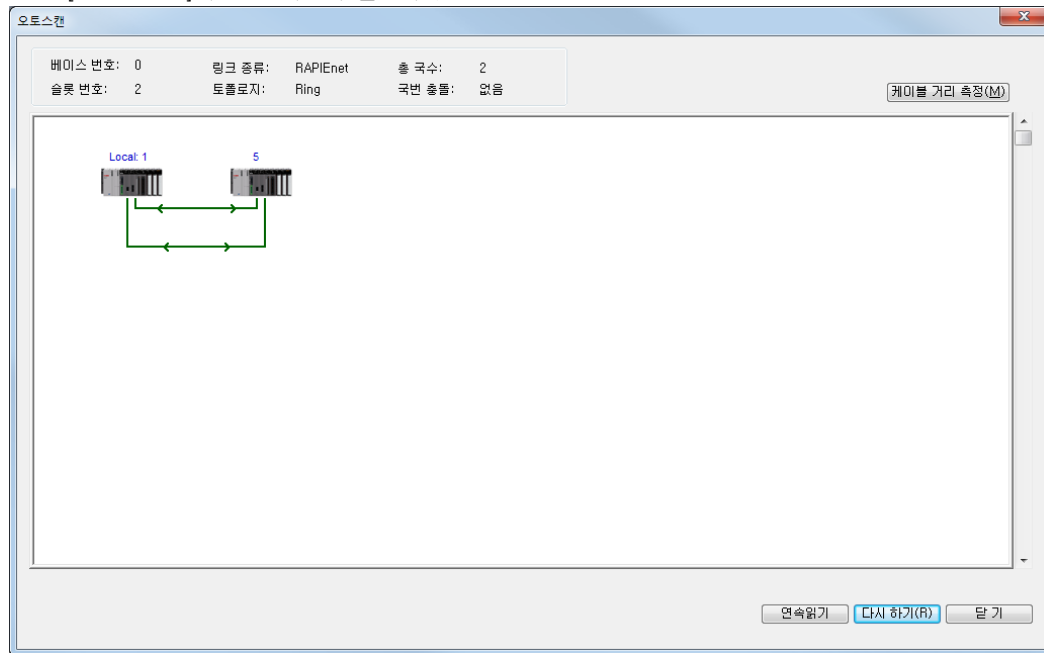 오토스캔
베이스 번호: 0 링크 종류: RAPIEnet 총 국수: 2
슬롯 번호: 2 토폴로지: Ring 국번 충돌: 없음
케이블 거리 측정(M)
Local: 1 5
연속읽기 다시 하기(R) 닫 기